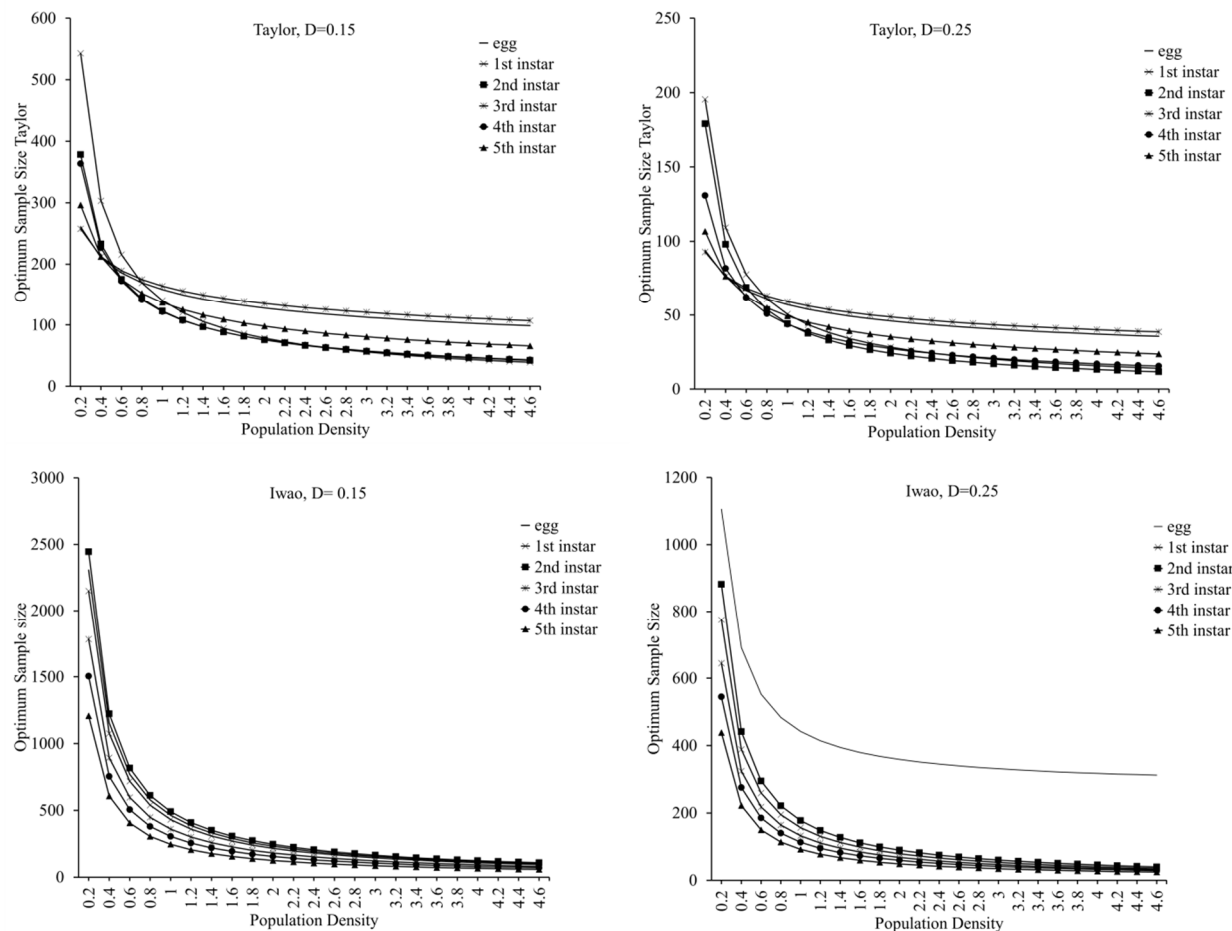 Taylor, D=0.15
Optimum Sample Size Taylor
600
500
400
300
200
100
0
egg
1st instar
2nd instar
3rd instar
4th instar
5th instar
0.2 0.4 0.6 0.8 1 1.2 1.4 1.6 1.8 2 2.2 2.4 2.6 2.8 3 3.2 3.4 3.6 3.8 4 4.2 4.4 4.6
Population Density
Taylor, D=0.25
Optimum Sample Size Taylor
250
200
150
100
50
0
egg
1st instar
2nd instar
3rd instar
4th instar
5th instar
0.2 0.4 0.6 0.8 1 1.2 1.4 1.6 1.8 2 2.2 2.4 2.6 2.8 3 3.2 3.4 3.6 3.8 4 4.2 4.4 4.6
Population Density
Iwao, D= 0.15
Optimum Sample size
3000
2500
2000
1500
1000
500
0
egg
1st instar
2nd instar
3rd instar
4th instar
5th instar
0.2 0.4 0.6 0.8 1 1.2 1.4 1.6 1.8 2 2.2 2.4 2.6 2.8 3 3.2 3.4 3.6 3.8 4 4.2 4.4 4.6
Population Density
Iwao, D=0.25
Optimum Sample Size
1200
1000
800
600
400
200
0
egg
1st instar
2nd instar
3rd instar
4th instar
5th instar
0.2 0.4 0.6 0.8 1 1.2 1.4 1.6 1.8 2 2.2 2.4 2.6 2.8 3 3.2 3.4 3.6 3.8 4 4.2 4.4 4.6
Population Density